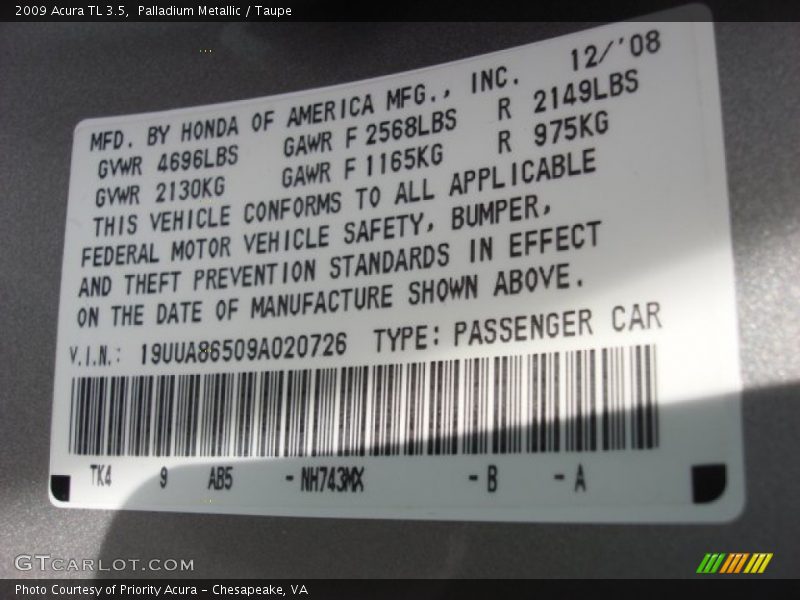 2009 Acura TL 3.5,  Palladium Metallic / Taupe
12/'08
MFD. BY HONDA OF AMERICA MFG., INC.
GVWR 4696LBS GAWR F 2568LBS R 2149LBS
GVWR 2130KG GAWR F 1165KG R 975KG
THIS VEHICLE CONFORMS TO ALL APPLICABLE
FEDERAL MOTOR VEHICLE SAFETY, BUMPER,
AND THEFT PREVENTION STANDARDS IN EFFECT
ON THE DATE OF MANUFACTURE SHOWN ABOVE.
V.I.N.: 19UUA86509A020726 TYPE: PASSENGER CAR
TK4 9 AB5 -NH743MX -B -A
GTCARLOT.COM
Photo Courtesy of Priority Acura - Chesapeake, VA